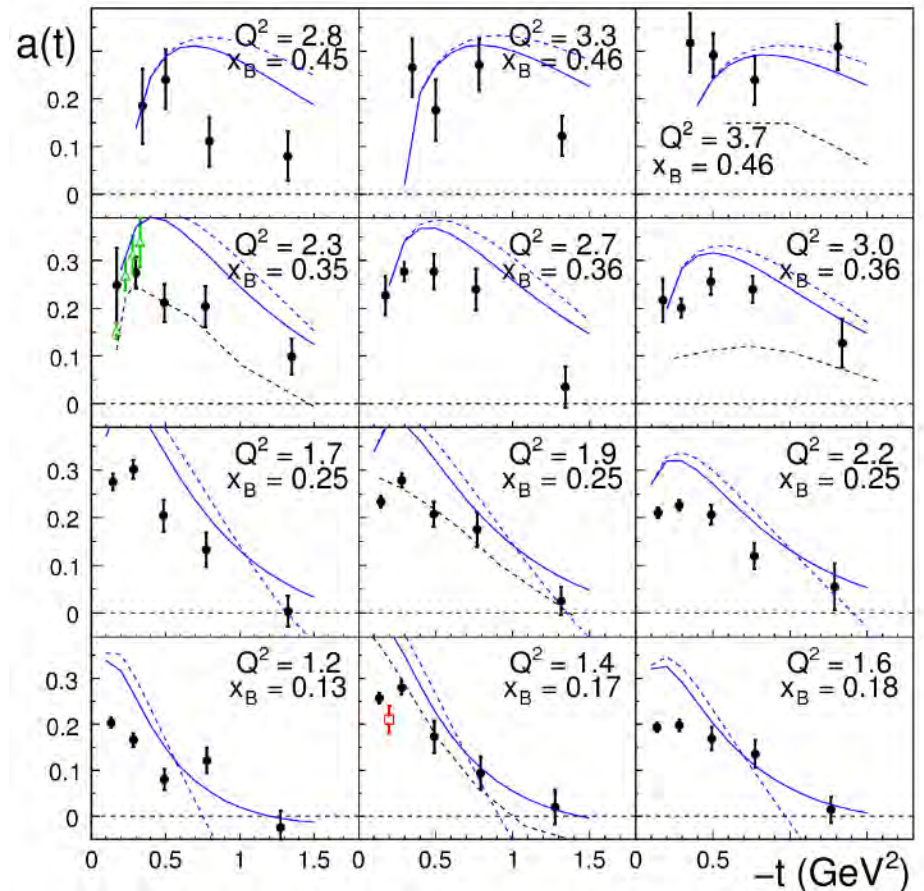 a(t)
Q² = 2.8
x_B = 0.45
Q² = 3.3
x_B = 0.46
Q² = 3.7
x_B = 0.46
0.3
0.2
0.1
0
Q² = 2.3
x_B = 0.35
Q² = 2.7
x_B = 0.36
Q² = 3.0
x_B = 0.36
0.3
0.2
0.1
0
Q² = 1.7
x_B = 0.25
Q² = 1.9
x_B = 0.25
Q² = 2.2
x_B = 0.25
0.3
0.2
0.1
0
Q² = 1.2
x_B = 0.13
Q² = 1.4
x_B = 0.17
Q² = 1.6
x_B = 0.18
0.3
0.2
0.1
0
0 0.5 1 1.5 0.5 1 1.5 0.5 1 1.5
-t (GeV²)